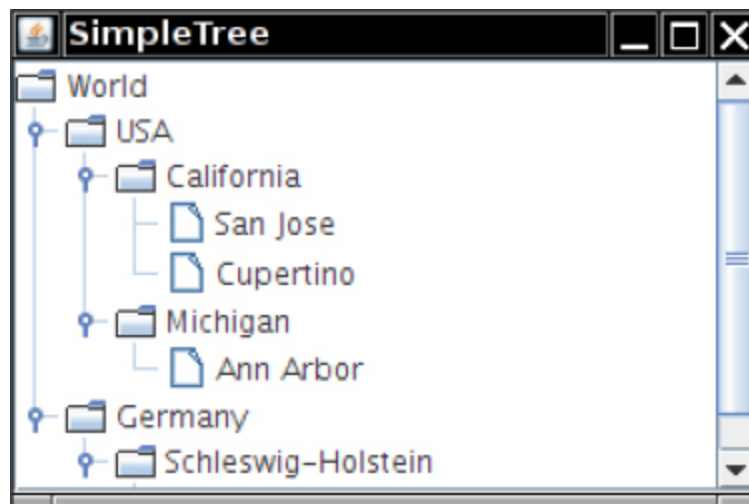 SimpleTree
World
USA
California
San Jose
Cupertino
Michigan
Ann Arbor
Germany
Schleswig-Holstein